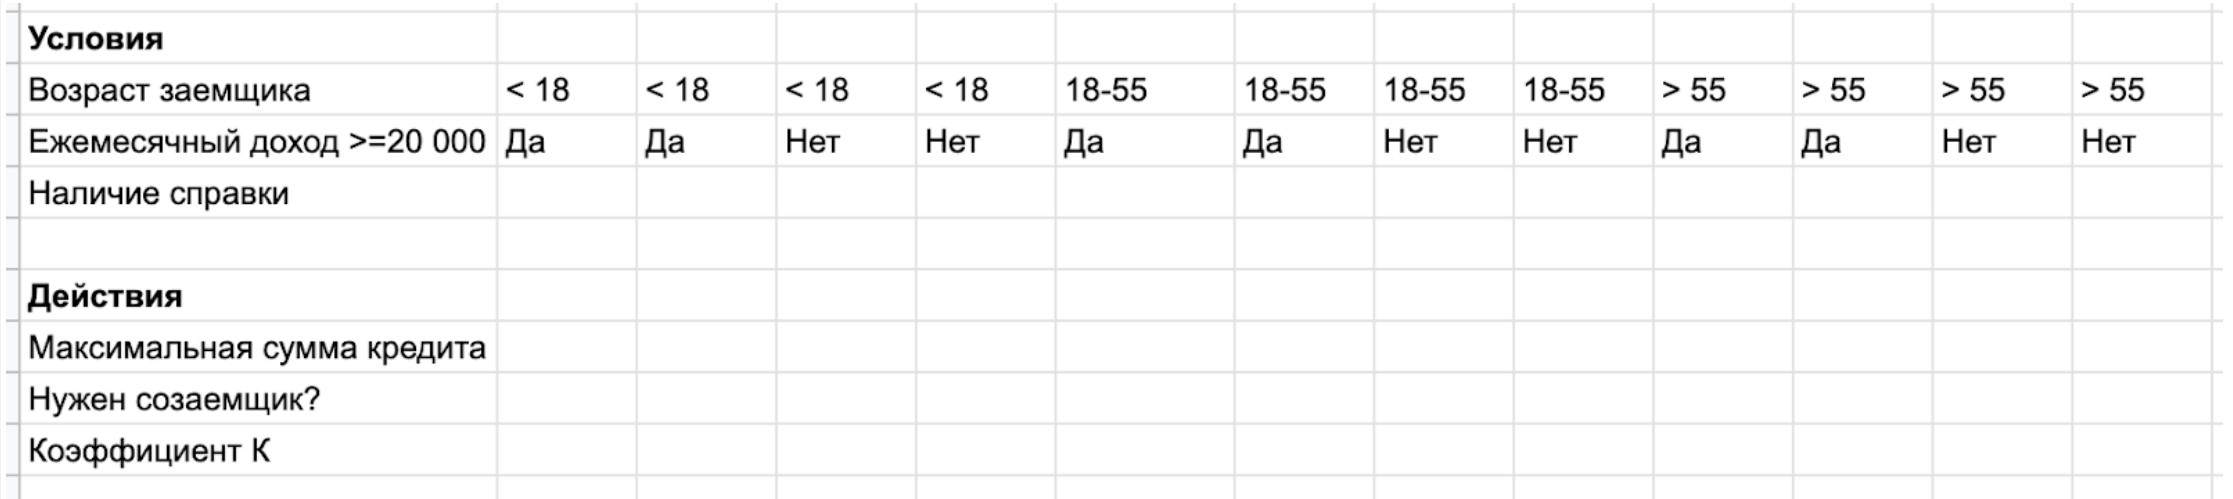 Условия
Возраст заемщика < 18 < 18 < 18 < 18 18-55 18-55 18-55 18-55 > 55 > 55 > 55 > 55
Ежемесячный доход >=20 000 Да Да Нет Нет Да Да Нет Нет Да Да Нет Нет
Наличие справки
Действия
Максимальная сумма кредита
Нужен созаемщик?
Коэффициент К